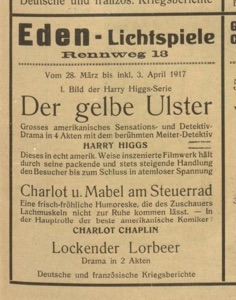 Deutsche und französ. Kriegsberichte
Eden-Lichtspiele
Rennweg 13
Vom 28. März bis inkl. 3. April 1917
I. Bild der Harry Higgs-Serie
Der gelbe Ulster
Grosses amerikanisches Sensations- und Detektiv-
Drama in 4 Akten mit dem berühmten Meiter-Detektiv
HARRY HIGGS
Dieses in echt amerik. Weise inszenierte Filmwerk hält
durch seine packende und stets steigende Handlung
den Besucher bis zum Schluss in atemloser Spannung
Charlot u. Mabel am Steuerrad
Eine frisch-fröhliche Humoreske, die des Zuschauers
Lachmuskeln nicht zur Ruhe kommen lässt. — In
der Hauptrolle der beste amerikanische Komiker!
CHARLOT CHAPLIN
Lockender Lorbeer
Drama in 2 Akten
Deutsche und französische Kriegsberichte